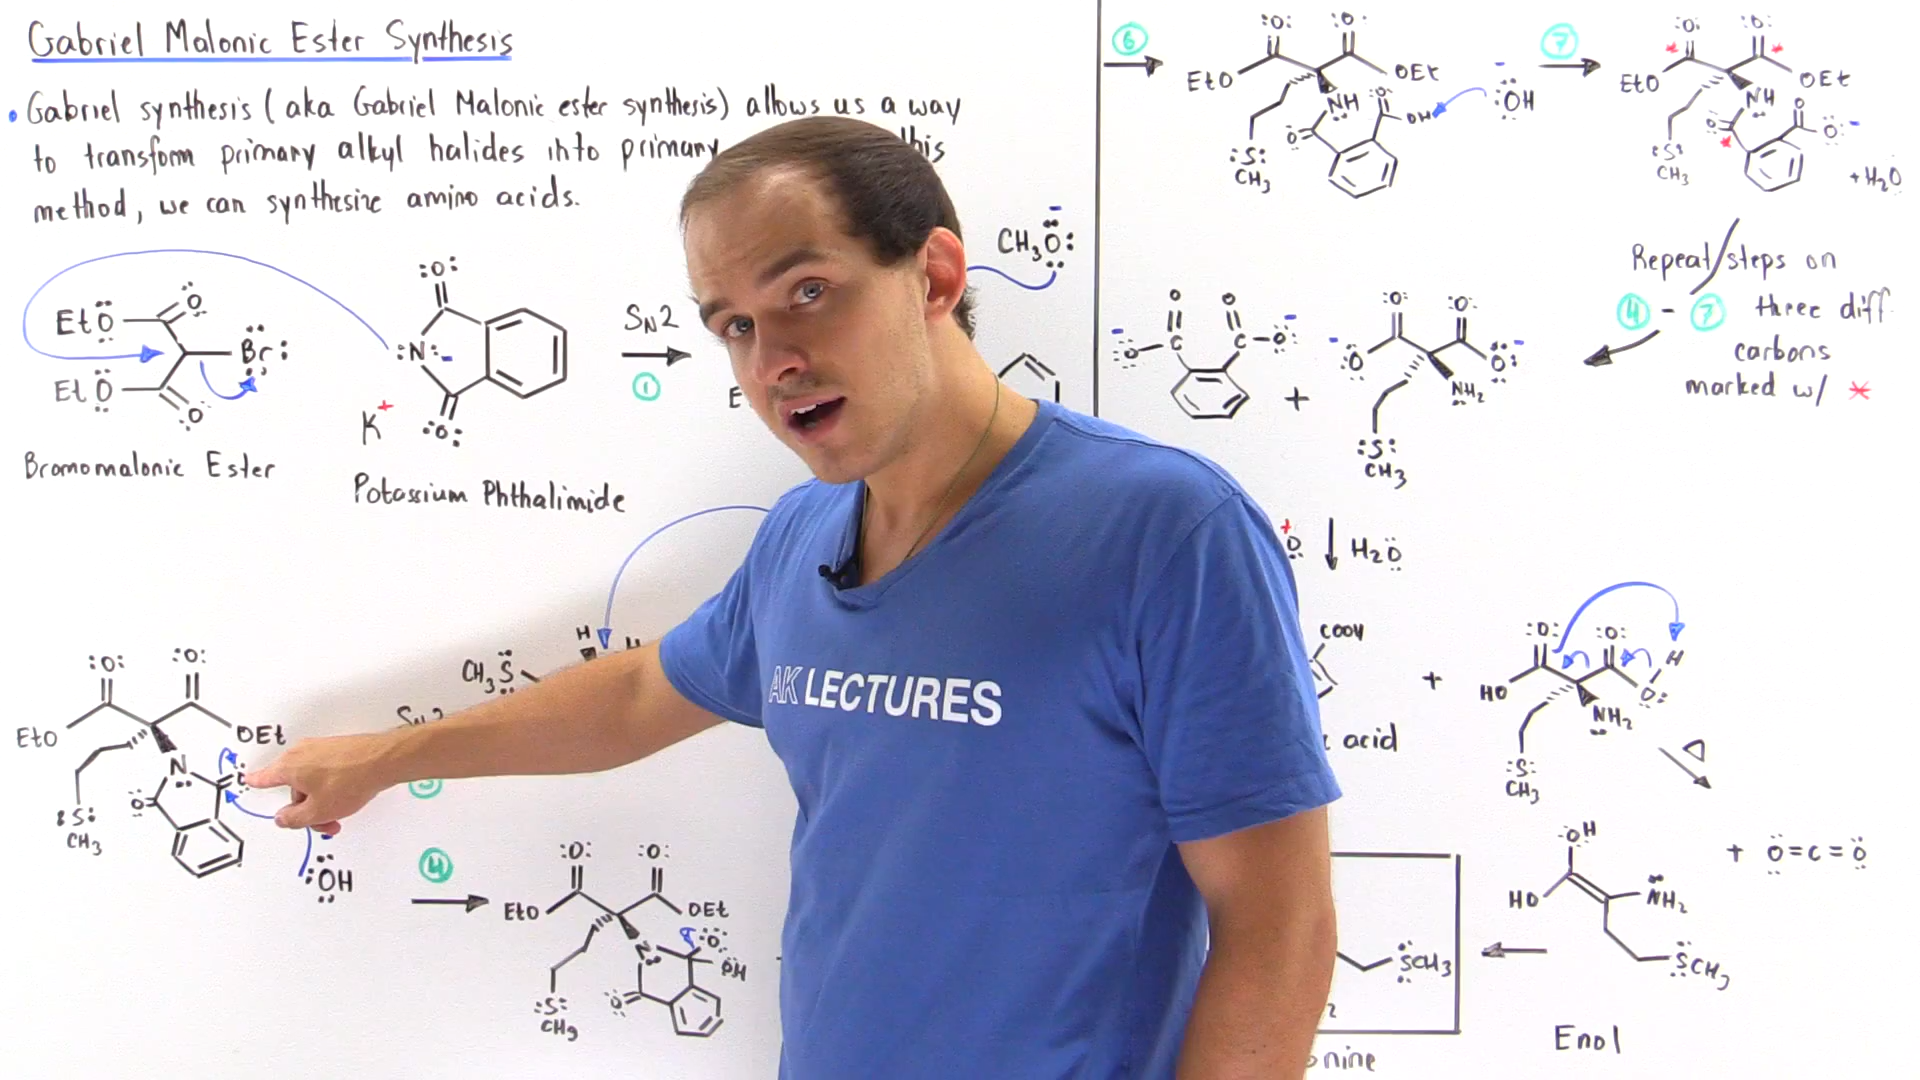 Gabriel Malonic Ester Synthesis
• Gabriel synthesis (aka Gabriel Malonic ester synthesis) allows us a way
to transform primary alkyl halides into primary
method, we can synthesize amino acids.
EtO
O
Br
EtO
O
Bromomalonic Ester
O
N
-
O
K+
Potassium Phthalimide
SN2
1
CH3O
-
O
O
EtO
OEt
N
O
O
S
CH3
-
OH
CH3S
H
4
O
O
EtO
OEt
N
O
OH
O
S
CH3
AK LECTURES
6
O
O
EtO
OEt
NH
O
O
OH
S
CH3
-
OH
7
O
O
* *
EtO
OEt
NH
O
*
O
O
-
S
CH3
+ H2O
Repeat steps on
4 - 7 three diff
carbons
marked w/ *
O
O
-
O
C
C
O
-
+
O
O
-
O
O
-
NH2
S
CH3
+
O
H2O
COOH
acid
+
O
O
H
HO
O
NH2
S
CH3
Δ
OH
HO
NH2
SCH3
+ O=C=O
Enol
SCH3
2
onine